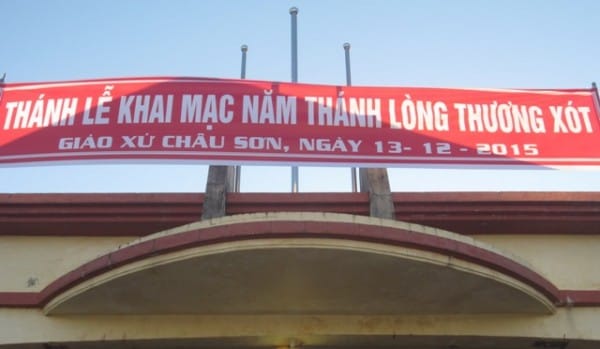 THÁNH LỄ KHAI MẠC NĂM THÁNH LÒNG THƯƠNG XÓT
GIÁO XỨ CHÂU SƠN, NGÀY 13- 12 - 2015